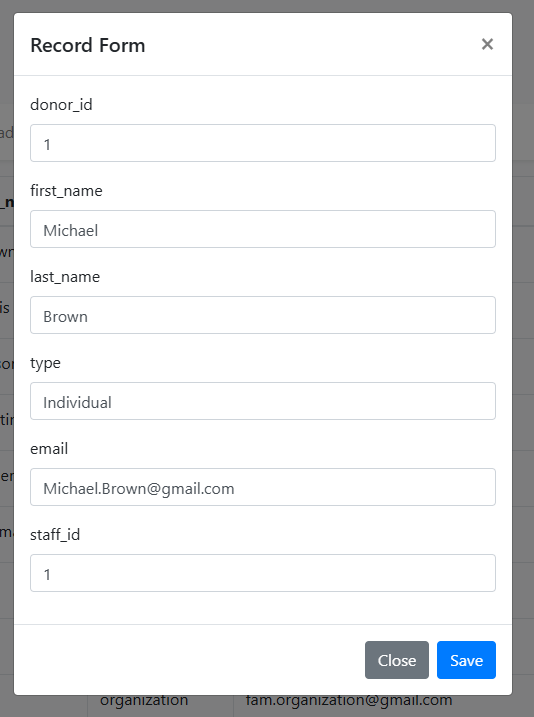 Record Form ×
donor_id
1
first_name
Michael
last_name
Brown
type
Individual
email
Michael.Brown@gmail.com
staff_id
1
Close Save
organization fam.organization@gmail.com